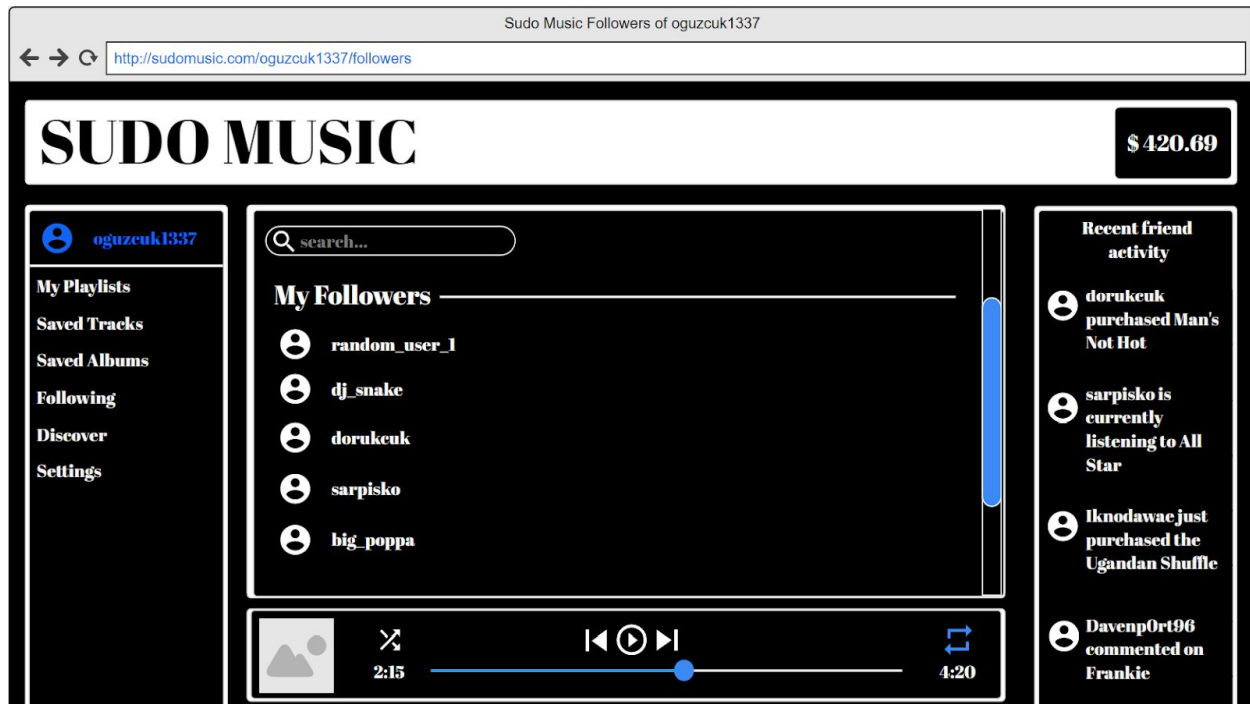 Sudo Music Followers of oguzcuk1337
http://sudomusic.com/oguzcuk1337/followers
SUDO MUSIC
$ 420.69
oguzcuk1337
My Playlists
Saved Tracks
Saved Albums
Following
Discover
Settings
search...
My Followers
random_user_1
dj_snake
dorukcuk
sarpisko
big_poppa
2:15
4:20
Recent friend
activity
dorukcuk
purchased Man's
Not Hot
sarpisko is
currently
listening to All
Star
Iknodawae just
purchased the
Ugandan Shuffle
Davenp0rt96
commented on
Frankie